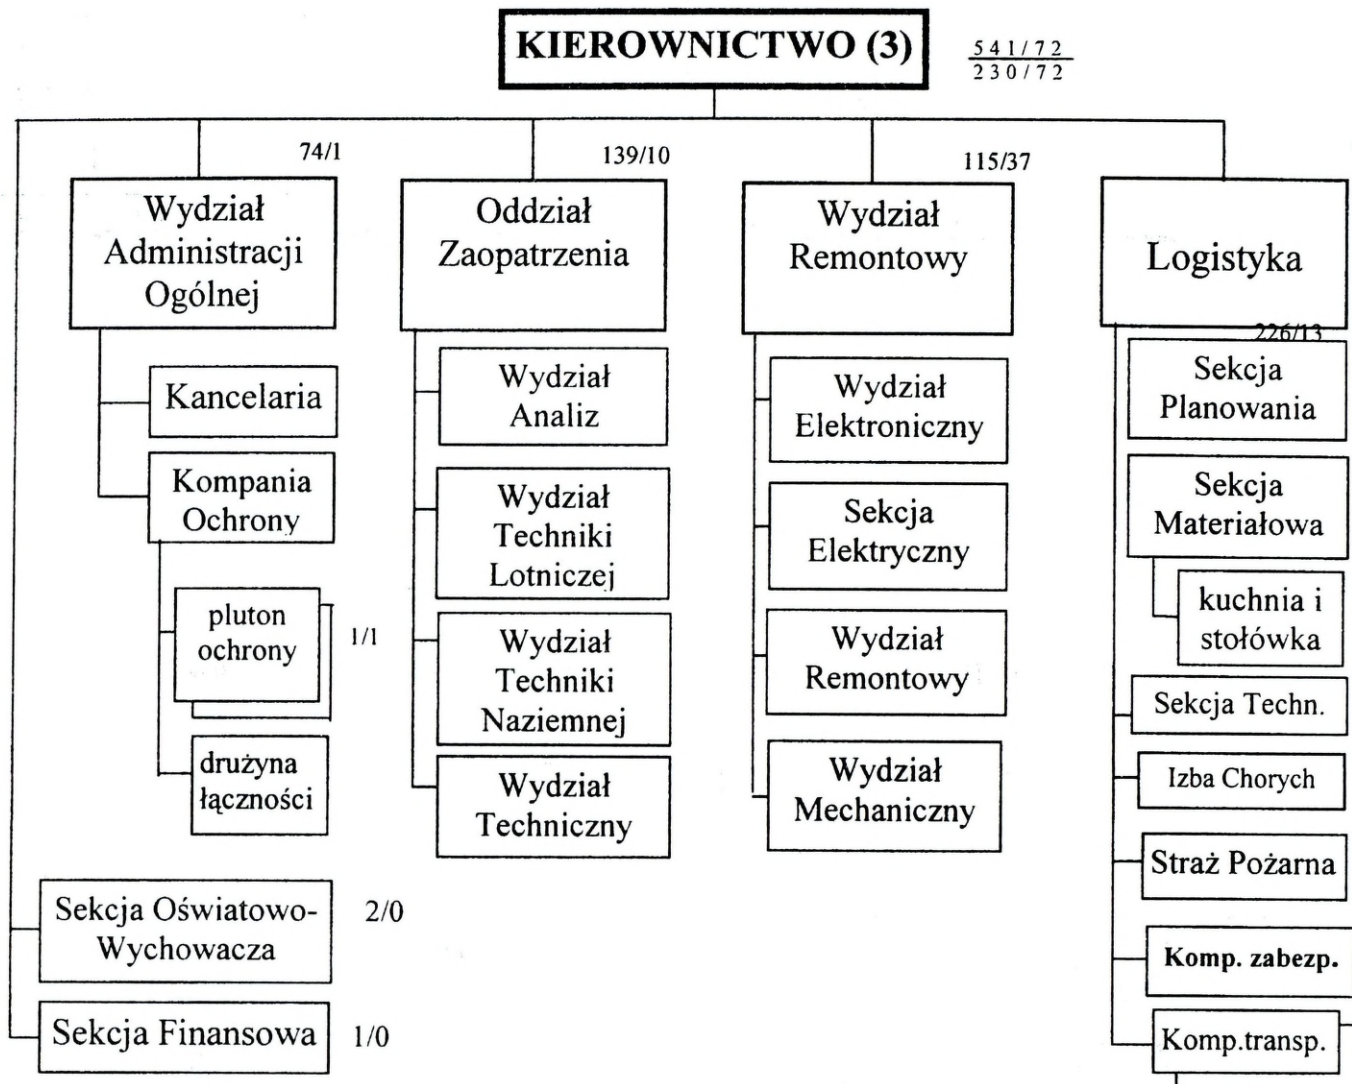 KIEROWNICTWO (3)
541/72
230/72
74/1
Wydział
Administracji
Ogólnej
Kancelaria
Kompania
Ochrony
pluton
ochrony
1/1
drużyna
łączności
139/10
Oddział
Zaopatrzenia
Wydział
Analiz
Wydział
Techniki
Lotniczej
Wydział
Techniki
Naziemnej
Wydział
Techniczny
115/37
Wydział
Remontowy
Wydział
Elektroniczny
Sekcja
Elektryczny
Wydział
Remontowy
Wydział
Mechaniczny
Logistyka
226/13
Sekcja
Planowania
Sekcja
Materiałowa
kuchnia i
stołówka
Sekcja Techn.
Izba Chorych
Straż Pożarna
Komp. zabezp.
Komp.transp.
Sekcja Oświatowo-
Wychowacza
2/0
Sekcja Finansowa
1/0